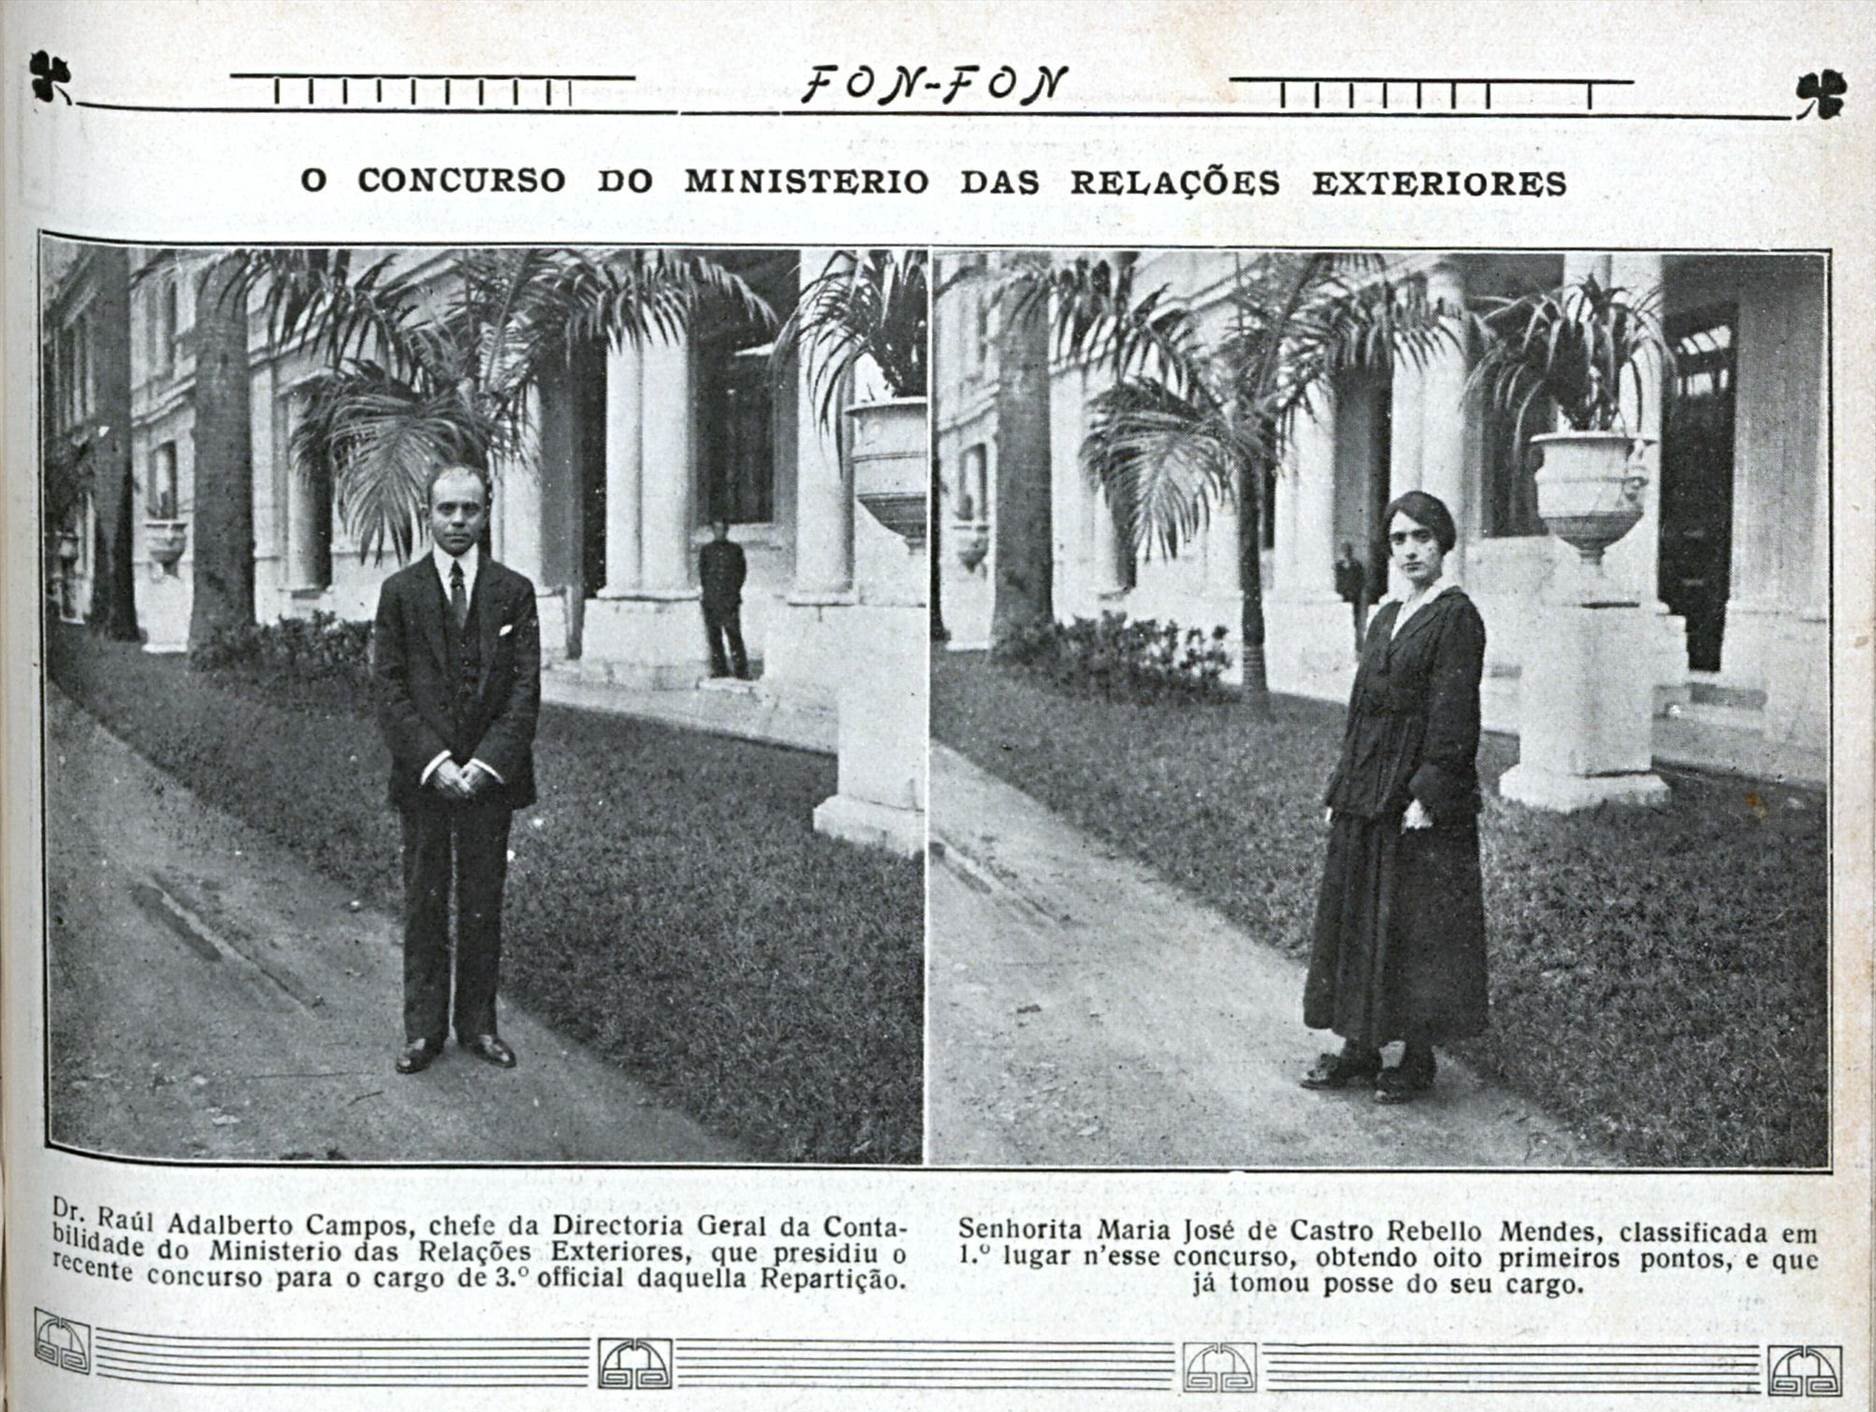 FON-FON
O CONCURSO DO MINISTERIO DAS RELAÇÕES EXTERIORES
Dr. Raúl Adalberto Campos, chefe da Directoria Geral da Conta-
bilidade do Ministerio das Relações Exteriores, que presidiu o
recente concurso para o cargo de 3.º official daquella Repartição.
Senhorita Maria José de Castro Rebello Mendes, classificada em
1.º lugar n'esse concurso, obtendo oito primeiros pontos, e que
já tomou posse do seu cargo.